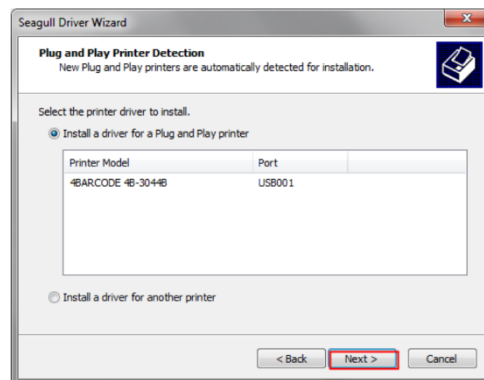 Seagull Driver Wizard
Plug and Play Printer Detection
New Plug and Play printers are automatically detected for installation.
Select the printer driver to install.
Install a driver for a Plug and Play printer
Printer Model Port
4BARCODE 4B-3044B USB001
Install a driver for another printer
< Back Next > Cancel